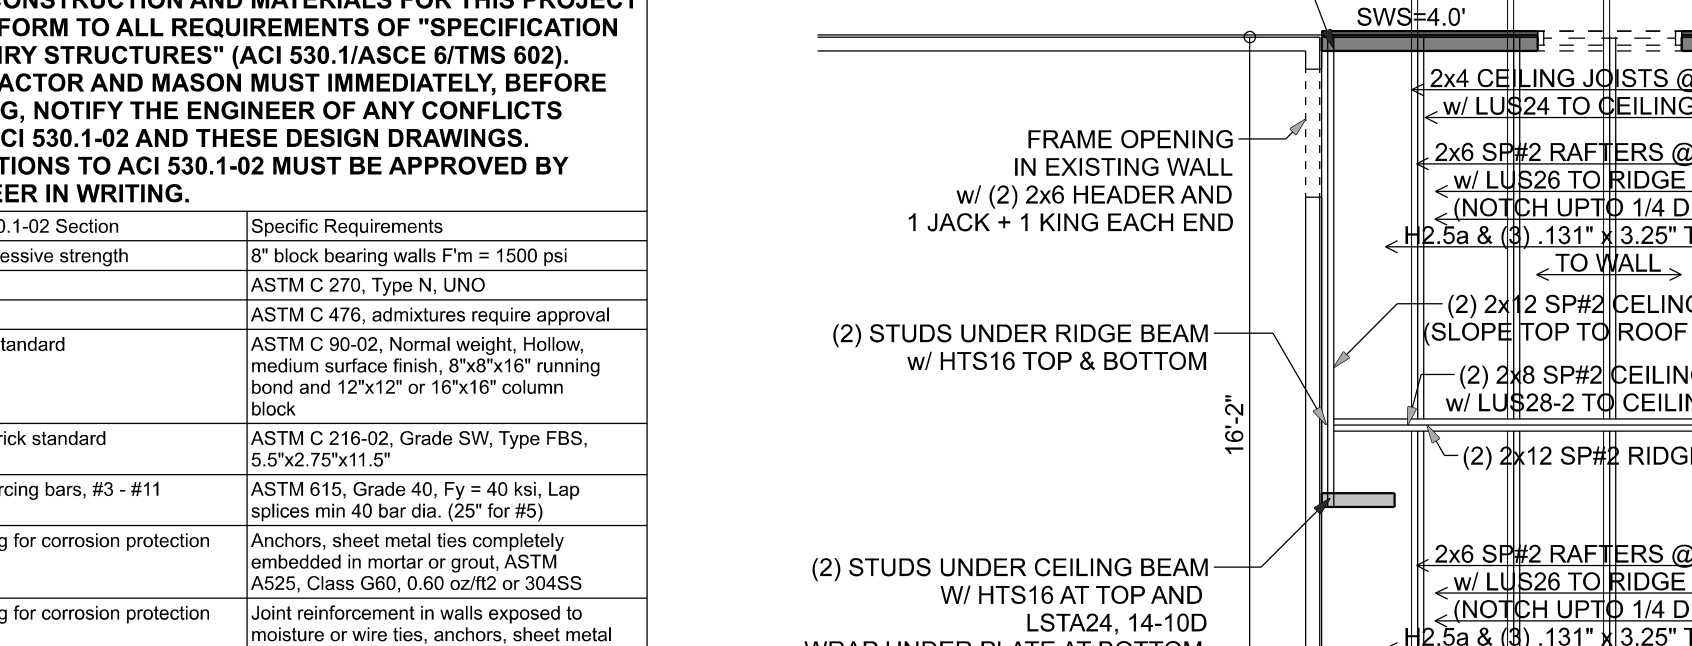 CONSTRUCTION AND MATERIALS FOR THIS PROJECT
FORM TO ALL REQUIREMENTS OF "SPECIFICATION
RY STRUCTURES" (ACI 530.1/ASCE 6/TMS 602).
ACTOR AND MASON MUST IMMEDIATELY, BEFORE
G, NOTIFY THE ENGINEER OF ANY CONFLICTS
CI 530.1-02 AND THESE DESIGN DRAWINGS.
TIONS TO ACI 530.1-02 MUST BE APPROVED BY
EER IN WRITING.
0.1-02 Section
Specific Requirements
essive strength
8" block bearing walls F'm = 1500 psi
ASTM C 270, Type N, UNO
ASTM C 476, admixtures require approval
tandard
ASTM C 90-02, Normal weight, Hollow,
medium surface finish, 8"x8"x16" running
bond and 12"x12" or 16"x16" column
block
rick standard
ASTM C 216-02, Grade SW, Type FBS,
5.5"x2.75"x11.5"
rcing bars, #3 - #11
ASTM 615, Grade 40, Fy = 40 ksi, Lap
splices min 40 bar dia. (25" for #5)
g for corrosion protection
Anchors, sheet metal ties completely
embedded in mortar or grout, ASTM
A525, Class G60, 0.60 oz/ft2 or 304SS
g for corrosion protection
Joint reinforcement in walls exposed to
moisture or wire ties, anchors, sheet metal
SWS=4.0'
FRAME OPENING
IN EXISTING WALL
w/ (2) 2x6 HEADER AND
1 JACK + 1 KING EACH END
(2) STUDS UNDER RIDGE BEAM
w/ HTS16 TOP & BOTTOM
16'-2"
(2) STUDS UNDER CEILING BEAM
W/ HTS16 AT TOP AND
LSTA24, 14-10D
WRAP UNDER PLATE AT BOTTOM
2x4 CEILING JOISTS @
w/ LUS24 TO CEILING
2x6 SP#2 RAFTERS @
w/ LUS26 TO RIDGE
(NOTCH UPTO 1/4 D
H2.5a & (3) .131" x 3.25" T
TO WALL
(2) 2x12 SP#2 CELING
(SLOPE TOP TO ROOF
(2) 2x8 SP#2 CEILIN
w/ LUS28-2 TO CEILIN
(2) 2x12 SP#2 RIDG
2x6 SP#2 RAFTERS @
w/ LUS26 TO RIDGE
(NOTCH UPTO 1/4 D
H2.5a & (3) .131" x 3.25" T